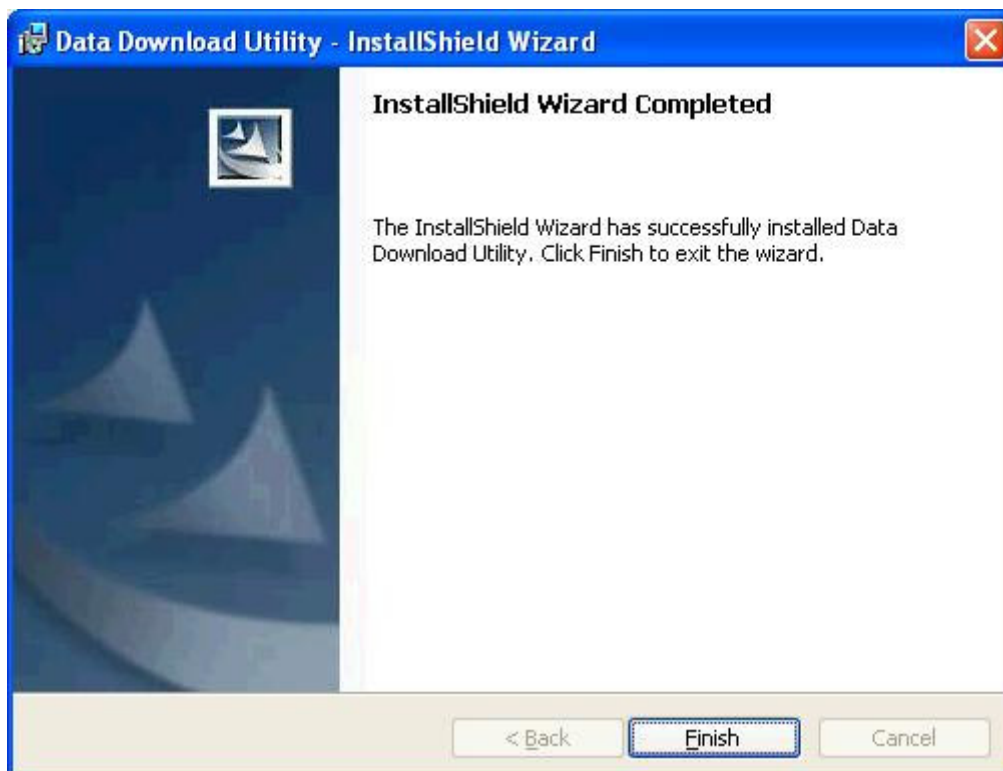 Data Download Utility - InstallShield Wizard
InstallShield Wizard Completed
The InstallShield Wizard has successfully installed Data
Download Utility. Click Finish to exit the wizard.
< Back
Finish
Cancel